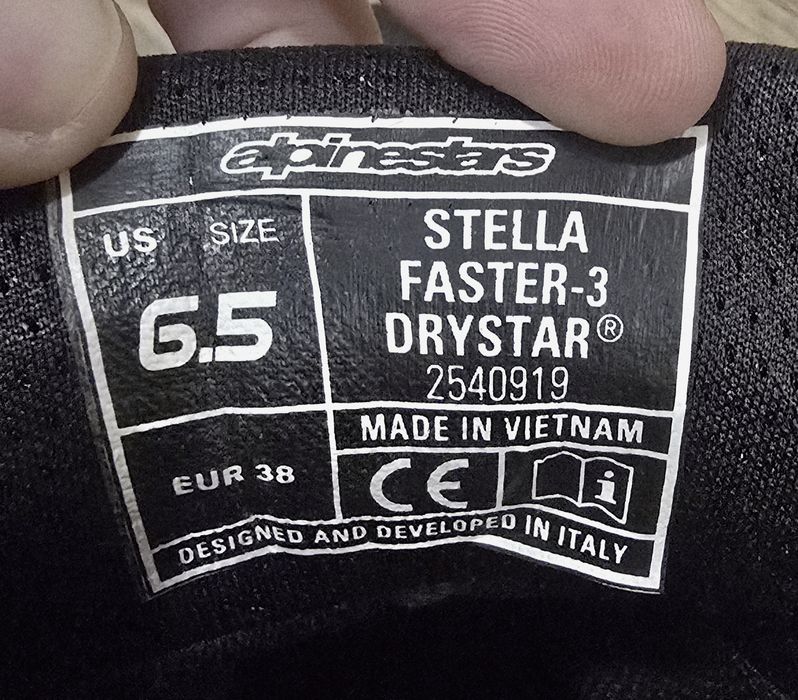 alpinestars
US SIZE
6.5
STELLA
FASTER-3
DRYSTAR®
2540919
EUR 38
MADE IN VIETNAM
CE
i
DESIGNED AND DEVELOPED IN ITALY